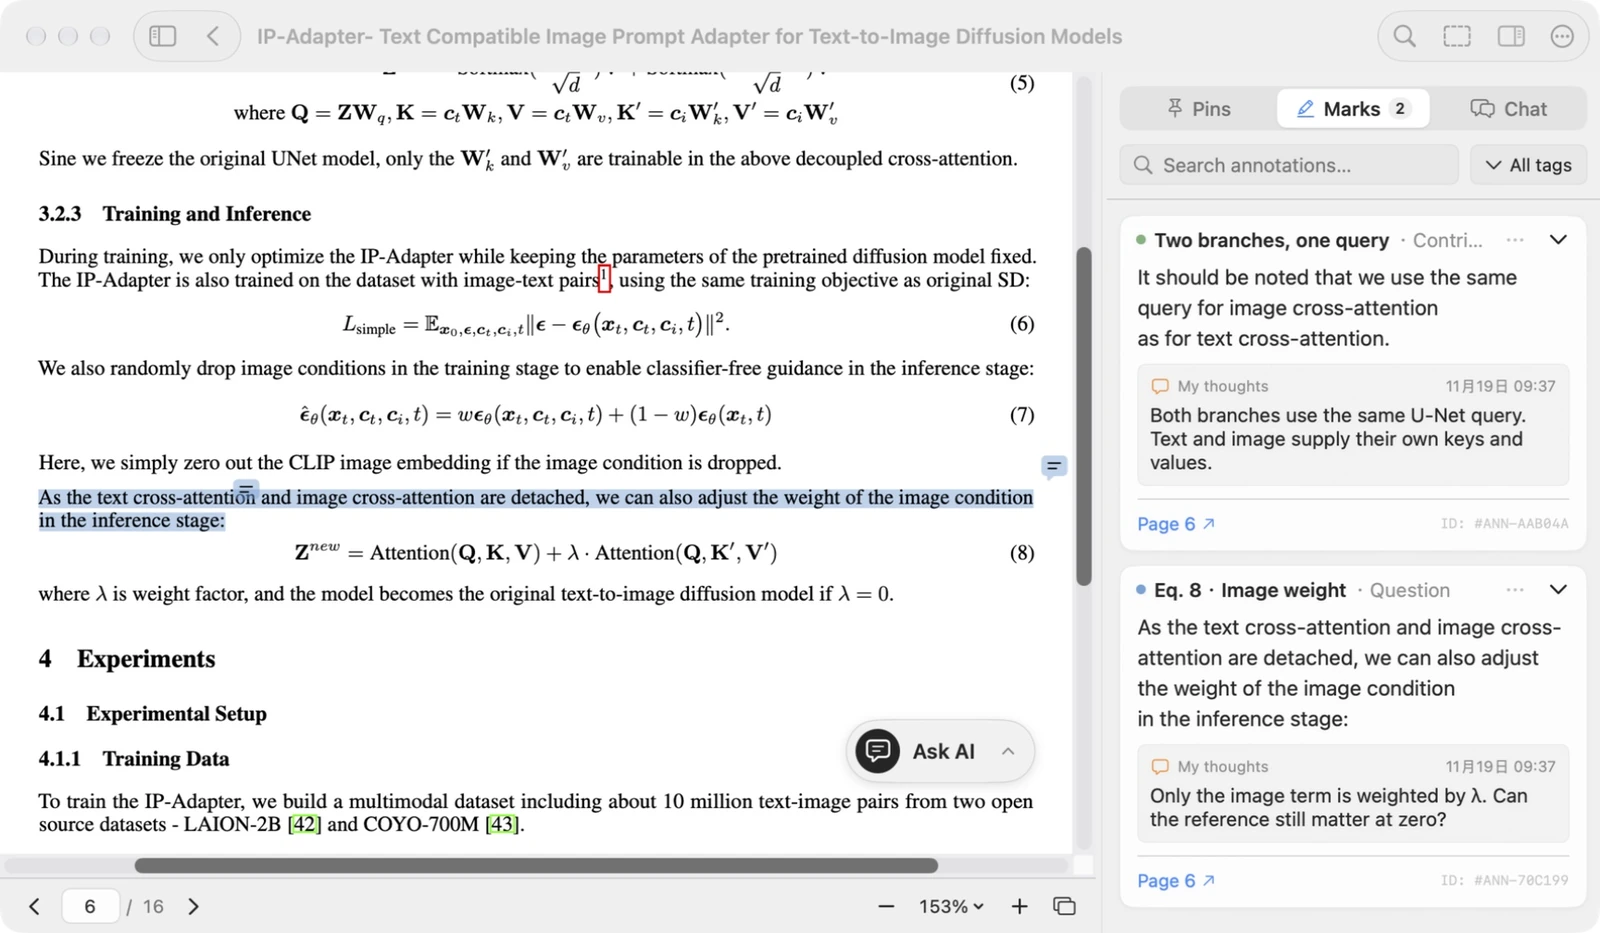 IP-Adapter- Text Compatible Image Prompt Adapter for Text-to-Image Diffusion Models
√d √d (5)
where Q = ZW_q, K = c_tW_k, V = c_tW_v, K′ = c_iW′_k, V′ = c_iW′_v
Sine we freeze the original UNet model, only the W′_k and W′_v are trainable in the above decoupled cross-attention.
3.2.3 Training and Inference
During training, we only optimize the IP-Adapter while keeping the parameters of the pretrained diffusion model fixed.
The IP-Adapter is also trained on the dataset with image-text pairs¹, using the same training objective as original SD:
L_simple = 𝔼_{x_0,ϵ,c_t,c_i,t}‖ϵ − ϵ_θ(x_t, c_t, c_i, t)‖². (6)
We also randomly drop image conditions in the training stage to enable classifier-free guidance in the inference stage:
ϵ̂_θ(x_t, c_t, c_i, t) = wϵ_θ(x_t, c_t, c_i, t) + (1 − w)ϵ_θ(x_t, t) (7)
Here, we simply zero out the CLIP image embedding if the image condition is dropped.
As the text cross-attention and image cross-attention are detached, we can also adjust the weight of the image condition
in the inference stage:
Z^new = Attention(Q, K, V) + λ · Attention(Q, K′, V′) (8)
where λ is weight factor, and the model becomes the original text-to-image diffusion model if λ = 0.
4 Experiments
4.1 Experimental Setup
4.1.1 Training Data
To train the IP-Adapter, we build a multimodal dataset including about 10 million text-image pairs from two open
source datasets - LAION-2B [42] and COYO-700M [43].
Ask AI
6 / 16
153%
Pins
Marks 2
Chat
Search annotations...
All tags
Two branches, one query · Contri...
It should be noted that we use the same
query for image cross-attention
as for text cross-attention.
My thoughts 11月19日 09:37
Both branches use the same U-Net query.
Text and image supply their own keys and
values.
Page 6 ↗ ID: #ANN-AAB04A
Eq. 8 · Image weight · Question
As the text cross-attention and image cross-
attention are detached, we can also adjust
the weight of the image condition
in the inference stage:
My thoughts 11月19日 09:37
Only the image term is weighted by λ. Can
the reference still matter at zero?
Page 6 ↗ ID: #ANN-70C199